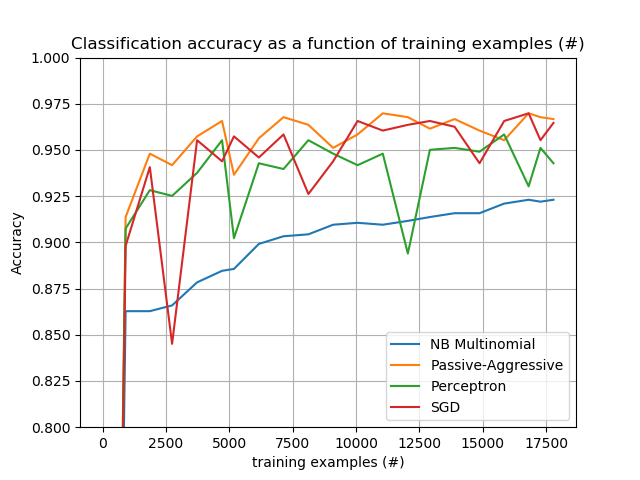 Classification accuracy as a function of training examples (#)
1.000
0.975
0.950
0.925
0.900
0.875
0.850
0.825
0.800
Accuracy
NB Multinomial
Passive-Aggressive
Perceptron
SGD
0 2500 5000 7500 10000 12500 15000 17500
training examples (#)